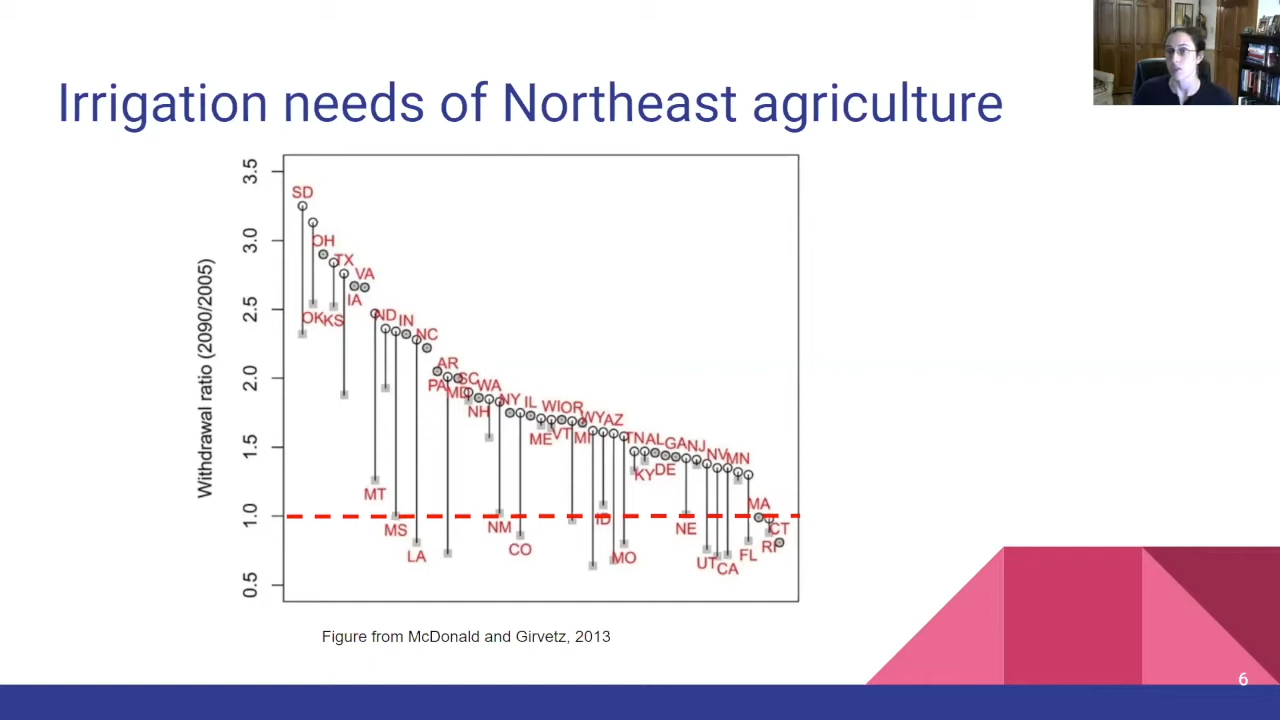 Irrigation needs of Northeast agriculture
Withdrawal ratio (2090/2005)
3.5
3.0
2.5
2.0
1.5
1.0
0.5
SD
OH
TX
VA
IA
OK
KS
ND
IN
NC
AR
PA
MD
SC
WA
NH
NY
IL
WI
OR
ME
VT
MI
WY
AZ
TN
AL
GA
NJ
KY
DE
NV
MN
MT
MS
LA
NM
CO
ID
MO
NE
UT
CA
FL
MA
CT
RI
Figure from McDonald and Girvetz, 2013
6